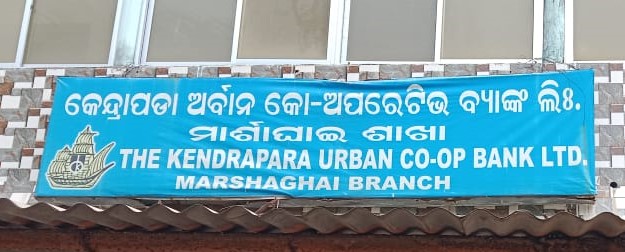 କେନ୍ଦ୍ରାପଡା ଅର୍ବାନ କୋ-ଅପରେଟିଭ ବ୍ୟାଙ୍କ ଲିଃ.
ମାର୍ଶାଘାଇ ଶାଖା
THE KENDRAPARA URBAN CO-OP BANK LTD.
MARSHAGHAI BRANCH